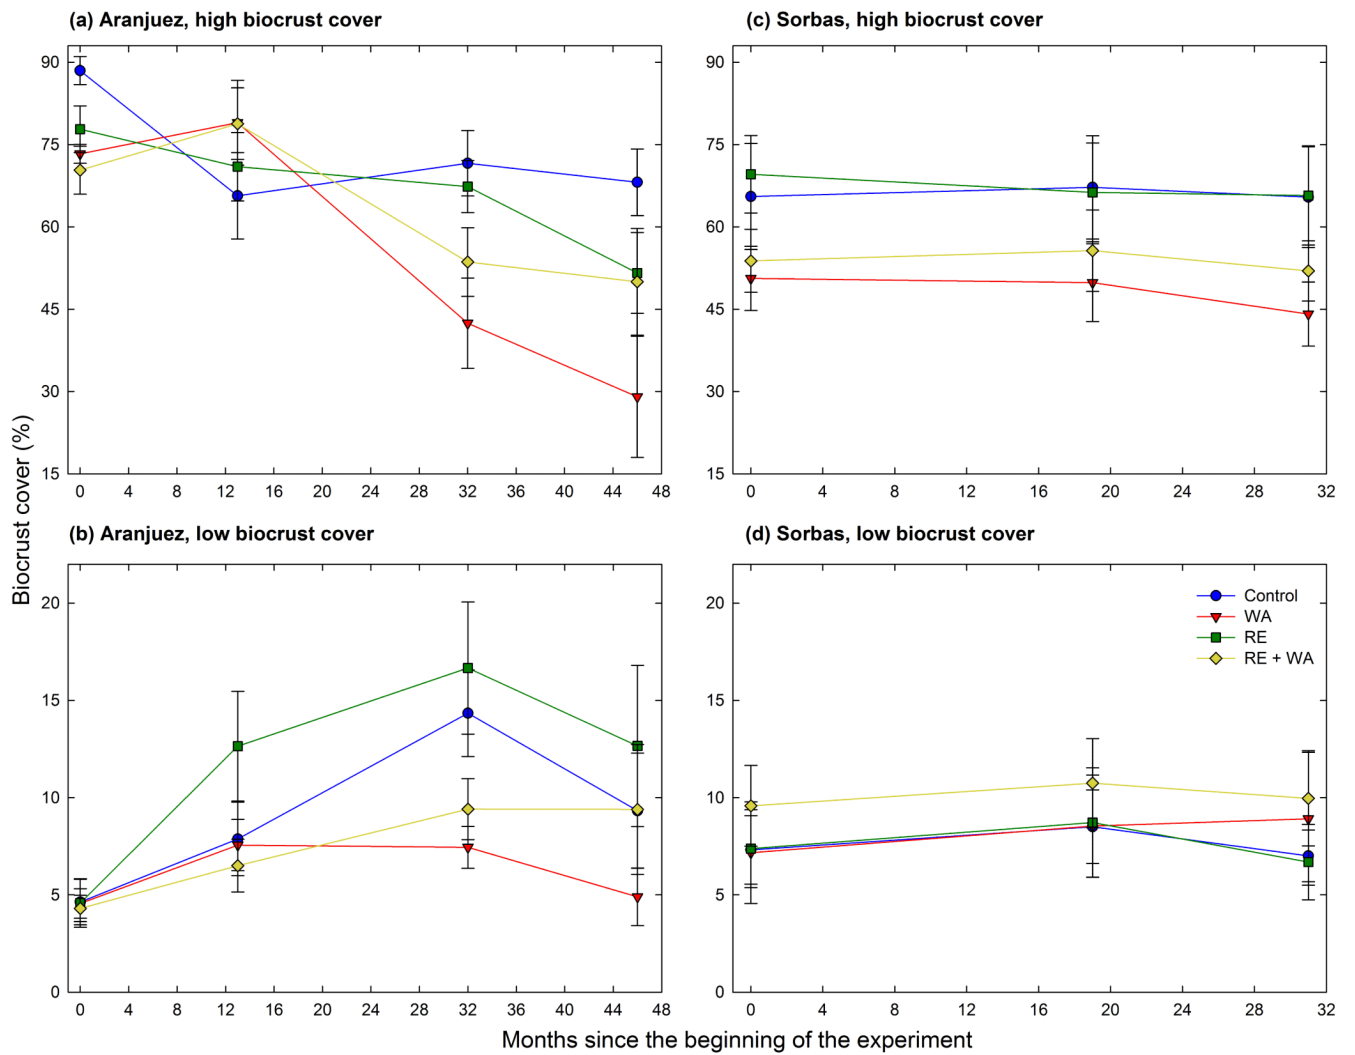 (a) Aranjuez, high biocrust cover
90
75
60
45
30
15
0 4 8 12 16 20 24 28 32 36 40 44 48
(c) Sorbas, high biocrust cover
90
75
60
45
30
15
0 4 8 12 16 20 24 28 32
Biocrust cover (%)
(b) Aranjuez, low biocrust cover
20
15
10
5
0
0 4 8 12 16 20 24 28 32 36 40 44 48
(d) Sorbas, low biocrust cover
20
15
10
5
0
Control
WA
RE
RE + WA
0 4 8 12 16 20 24 28 32
Months since the beginning of the experiment